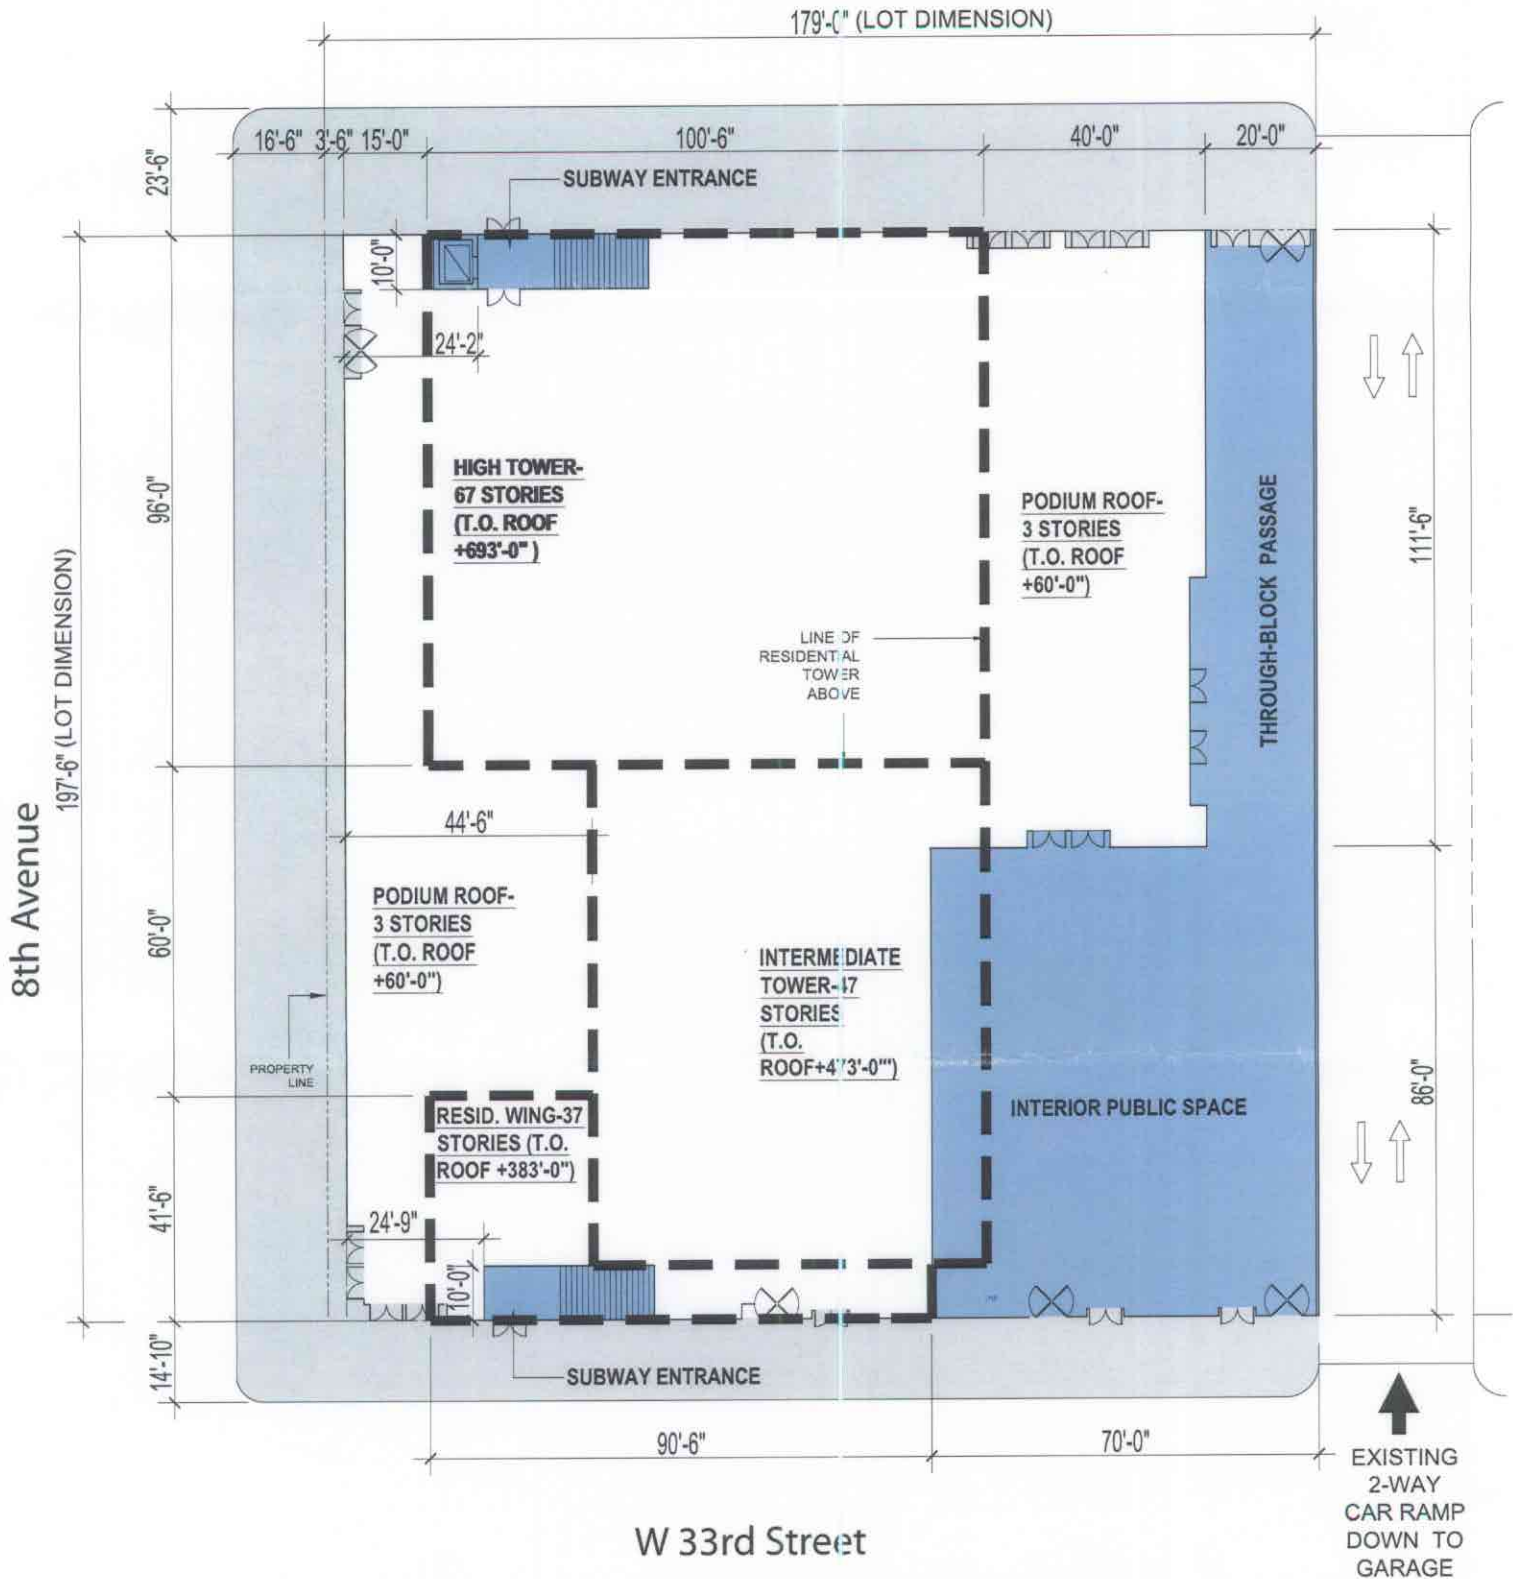 179'-0" (LOT DIMENSION)
16'-6" 3'-6" 15'-0" 100'-6" 40'-0" 20'-0"
23'-6"
SUBWAY ENTRANCE
10'-0"
24'-2"
HIGH TOWER-
67 STORIES
(T.O. ROOF
+693'-0" )
96'-0"
197'-6" (LOT DIMENSION)
8th Avenue
PODIUM ROOF-
3 STORIES
(T.O. ROOF
+60'-0")
THROUGH-BLOCK PASSAGE
111'-6"
LINE OF
RESIDENTIAL
TOWER
ABOVE
44'-6"
60'-0"
PODIUM ROOF-
3 STORIES
(T.O. ROOF
+60'-0")
PROPERTY
LINE
INTERMEDIATE
TOWER-47
STORIES
(T.O.
ROOF+473'-0"")
INTERIOR PUBLIC SPACE
86'-0"
RESID. WING-37
STORIES (T.O.
ROOF +383'-0")
41'-6"
24'-9"
10'-0"
14'-10"
SUBWAY ENTRANCE
90'-6"
70'-0"
EXISTING
2-WAY
CAR RAMP
DOWN TO
GARAGE
W 33rd Street